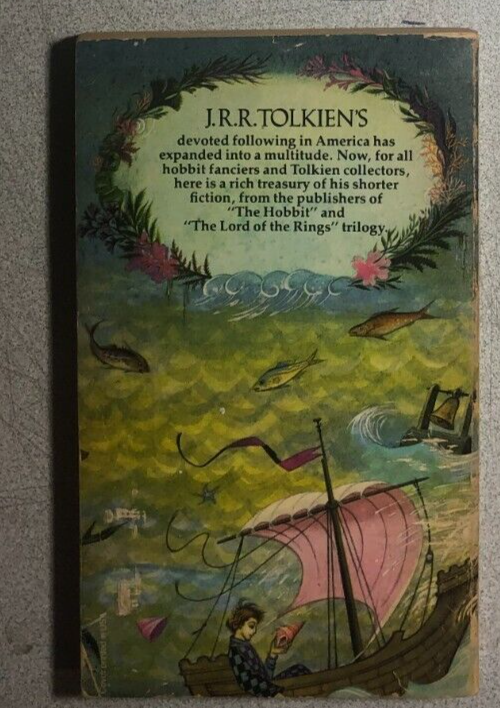 J.R.R.TOLKIEN'S
devoted following in America has
expanded into a multitude. Now, for all
hobbit fanciers and Tolkien collectors,
here is a rich treasury of his shorter
fiction, from the publishers of
"The Hobbit" and
"The Lord of the Rings" trilogy.